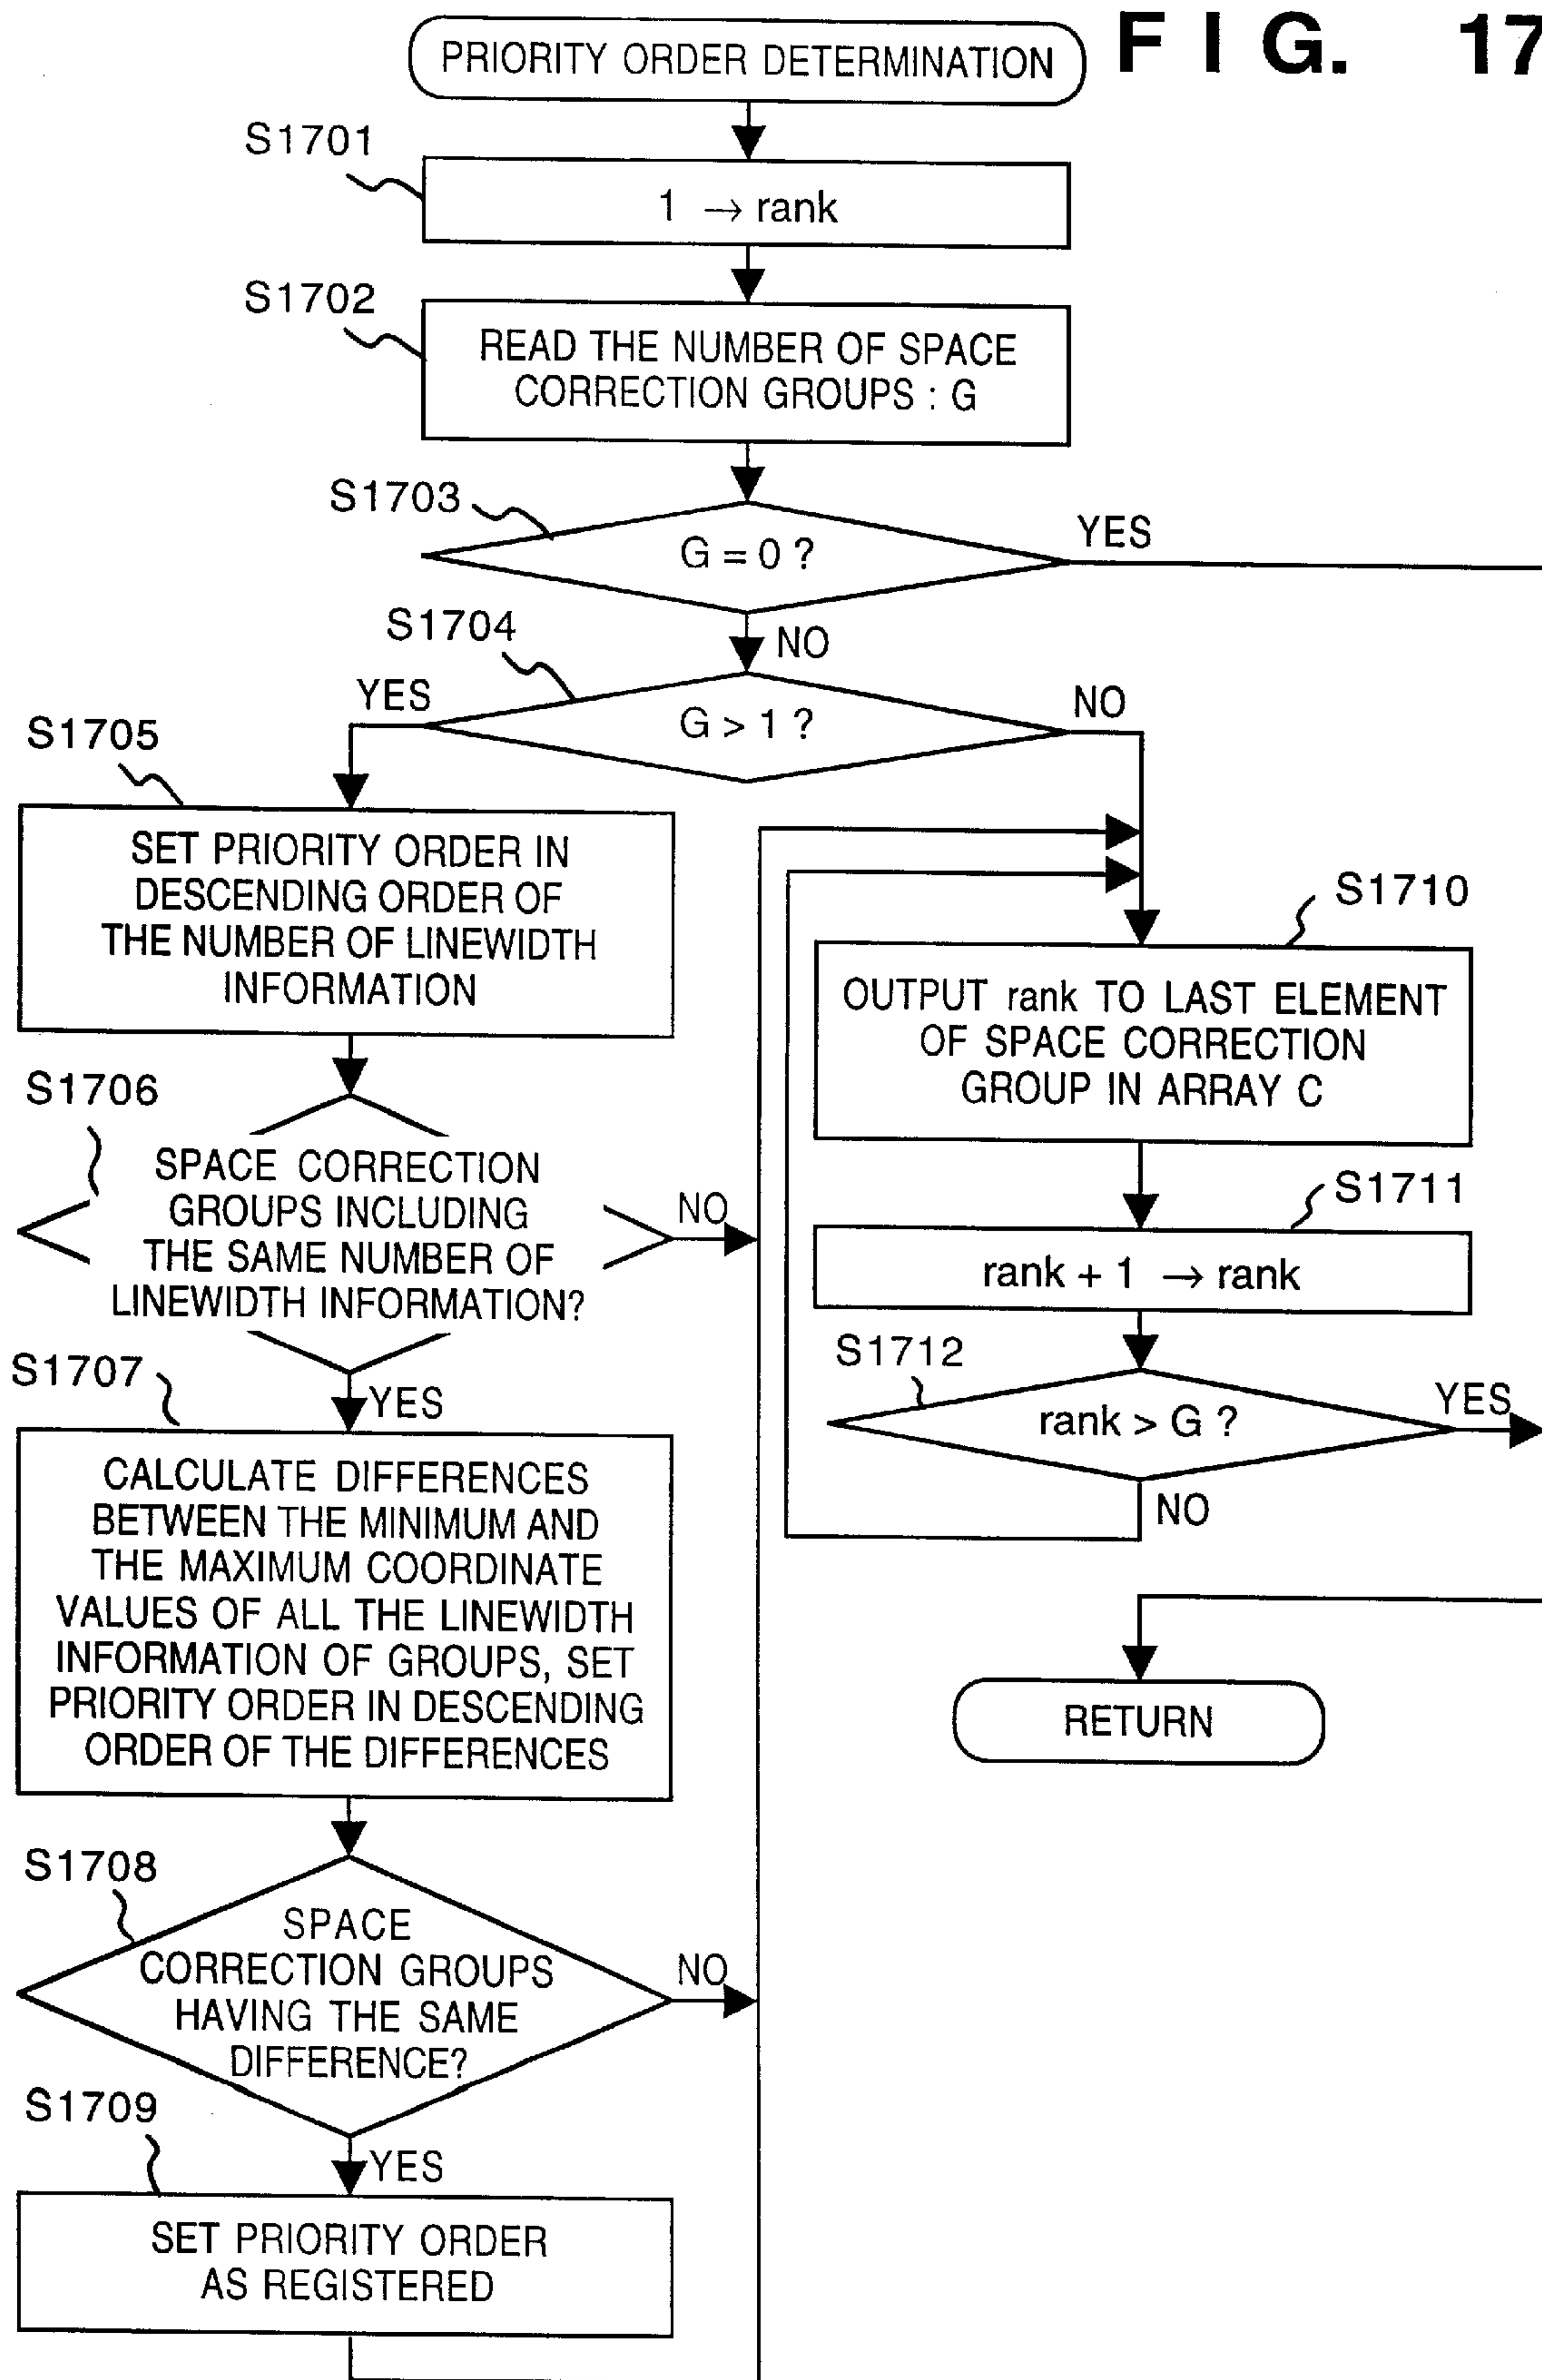 FIG. 17
PRIORITY ORDER DETERMINATION
S1701
1 → rank
S1702
READ THE NUMBER OF SPACE
CORRECTION GROUPS : G
S1703
G = 0 ?
YES
NO
S1704
G > 1 ?
YES
NO
S1705
SET PRIORITY ORDER IN
DESCENDING ORDER OF
THE NUMBER OF LINEWIDTH
INFORMATION
S1706
SPACE CORRECTION
GROUPS INCLUDING
THE SAME NUMBER OF
LINEWIDTH INFORMATION?
NO
YES
S1707
CALCULATE DIFFERENCES
BETWEEN THE MINIMUM AND
THE MAXIMUM COORDINATE
VALUES OF ALL THE LINEWIDTH
INFORMATION OF GROUPS, SET
PRIORITY ORDER IN DESCENDING
ORDER OF THE DIFFERENCES
S1708
SPACE
CORRECTION GROUPS
HAVING THE SAME
DIFFERENCE?
NO
YES
S1709
SET PRIORITY ORDER
AS REGISTERED
S1710
OUTPUT rank TO LAST ELEMENT
OF SPACE CORRECTION
GROUP IN ARRAY C
S1711
rank + 1 → rank
S1712
rank > G ?
YES
NO
RETURN